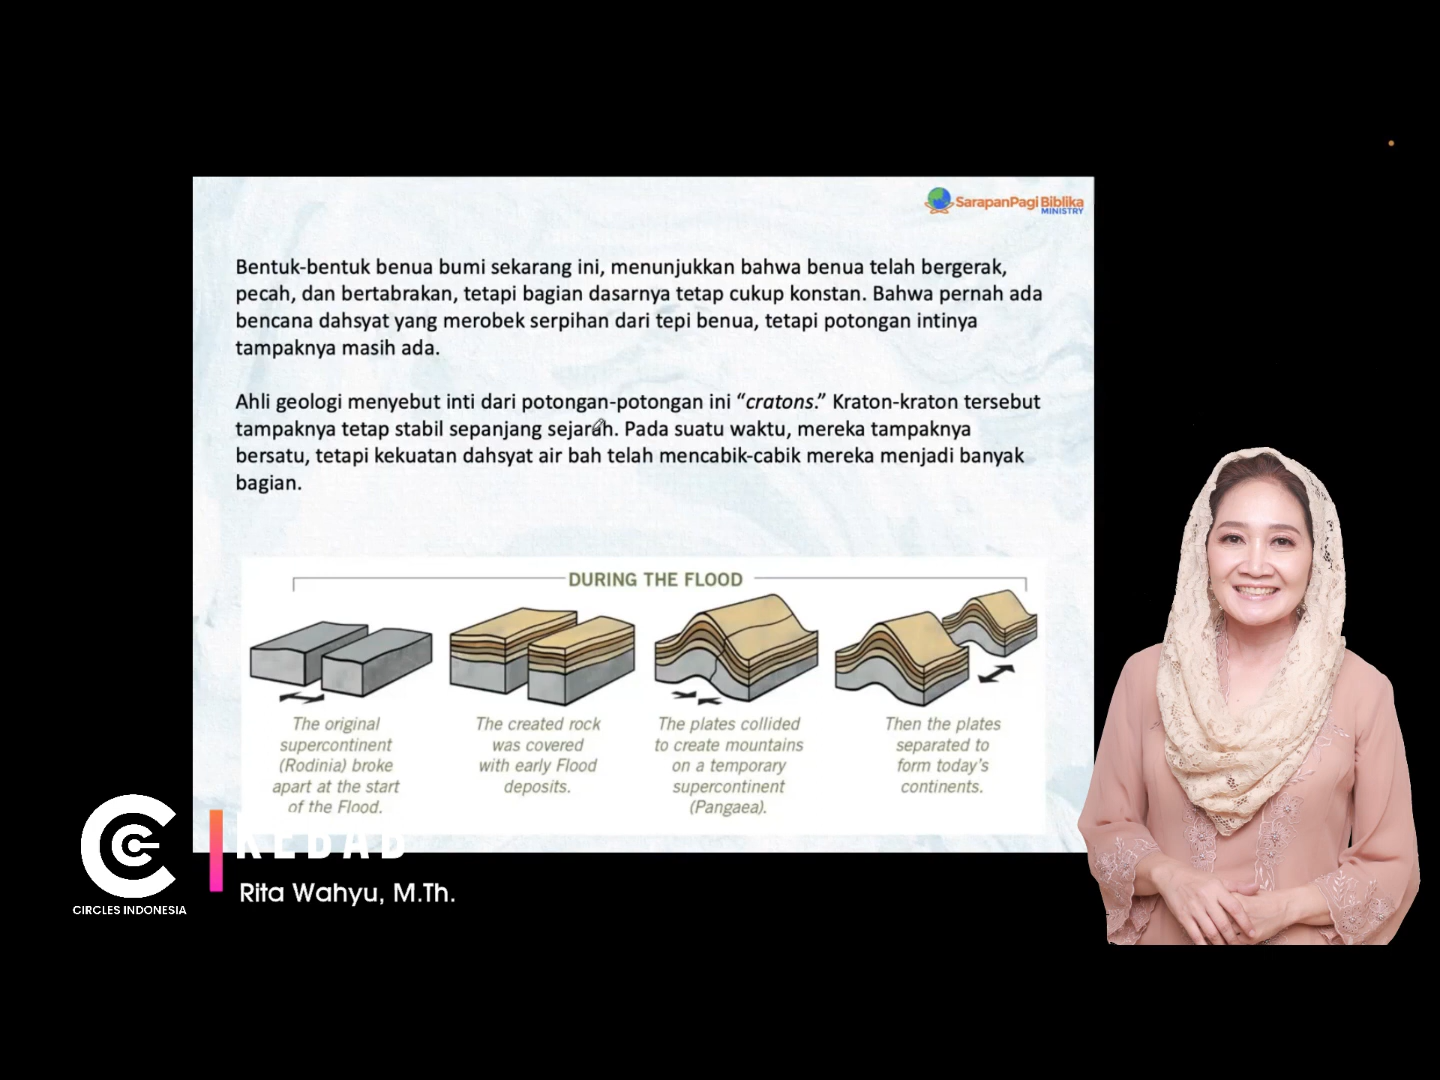 SarapanPagi Biblika
MINISTRY
Bentuk-bentuk benua bumi sekarang ini, menunjukkan bahwa benua telah bergerak,
pecah, dan bertabrakan, tetapi bagian dasarnya tetap cukup konstan. Bahwa pernah ada
bencana dahsyat yang merobek serpihan dari tepi benua, tetapi potongan intinya
tampaknya masih ada.
Ahli geologi menyebut inti dari potongan-potongan ini “cratons.” Kraton-kraton tersebut
tampaknya tetap stabil sepanjang sejarah. Pada suatu waktu, mereka tampaknya
bersatu, tetapi kekuatan dahsyat air bah telah mencabik-cabik mereka menjadi banyak
bagian.
DURING THE FLOOD
The original
supercontinent
(Rodinia) broke
apart at the start
of the Flood.
The created rock
was covered
with early Flood
deposits.
The plates collided
to create mountains
on a temporary
supercontinent
(Pangaea).
Then the plates
separated to
form today’s
continents.
KEBAB
Rita Wahyu, M.Th.
CIRCLES INDONESIA